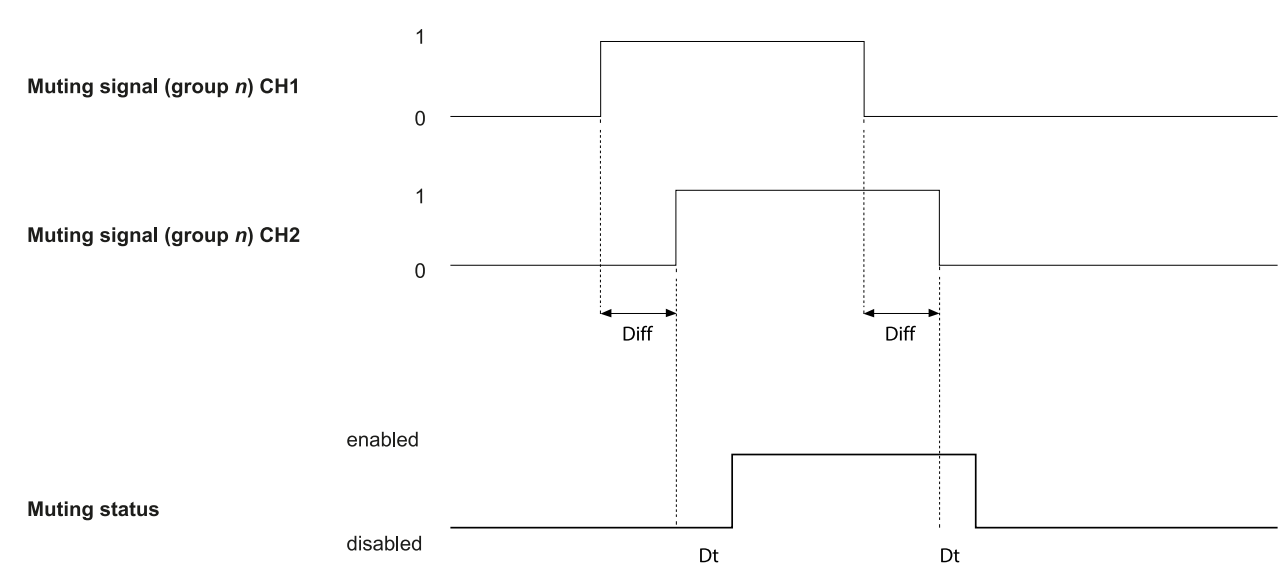 1
Muting signal (group n) CH1
0
1
Muting signal (group n) CH2
0
Diff Diff
enabled
Muting status
disabled
Dt Dt